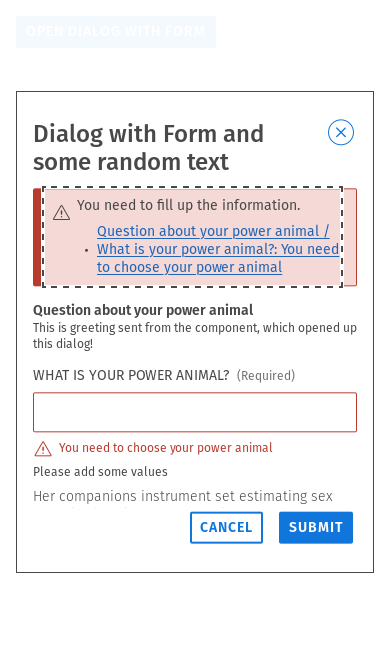 OPEN DIALOG WITH FORM
Dialog with Form and
some random text
You need to fill up the information.
• Question about your power animal /
What is your power animal?: You need
to choose your power animal
Question about your power animal
This is greeting sent from the component, which opened up
this dialog!
WHAT IS YOUR POWER ANIMAL? (Required)
You need to choose your power animal
Please add some values
Her companions instrument set estimating sex
CANCEL SUBMIT